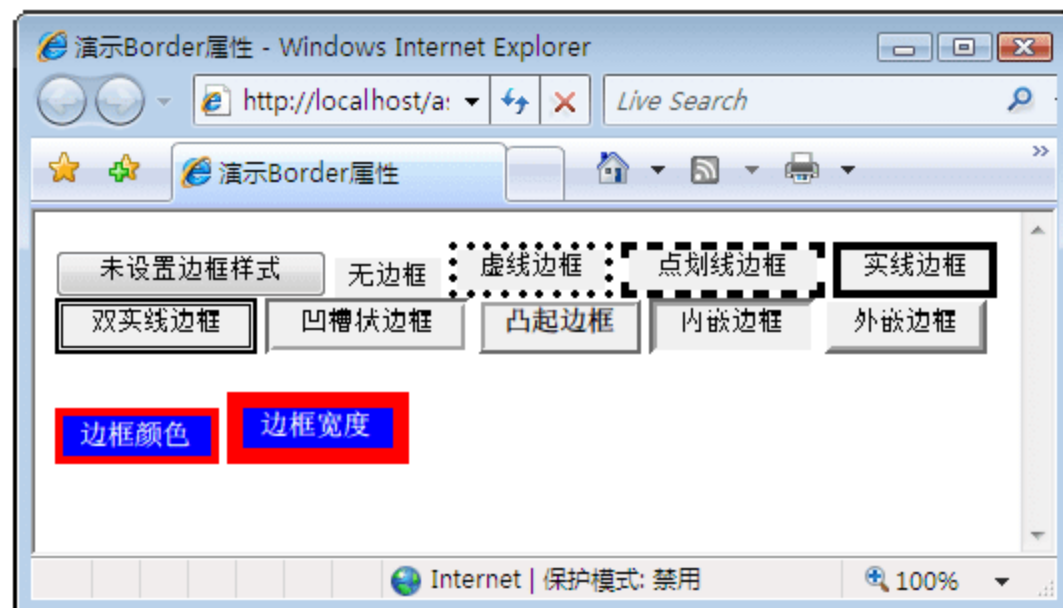 演示Border属性 - Windows Internet Explorer
http://localhost/a: Live Search
演示Border属性
未设置边框样式 无边框 虚线边框 点划线边框 实线边框
双实线边框 凹槽状边框 凸起边框 内嵌边框 外嵌边框
边框颜色 边框宽度
Internet | 保护模式: 禁用 100%